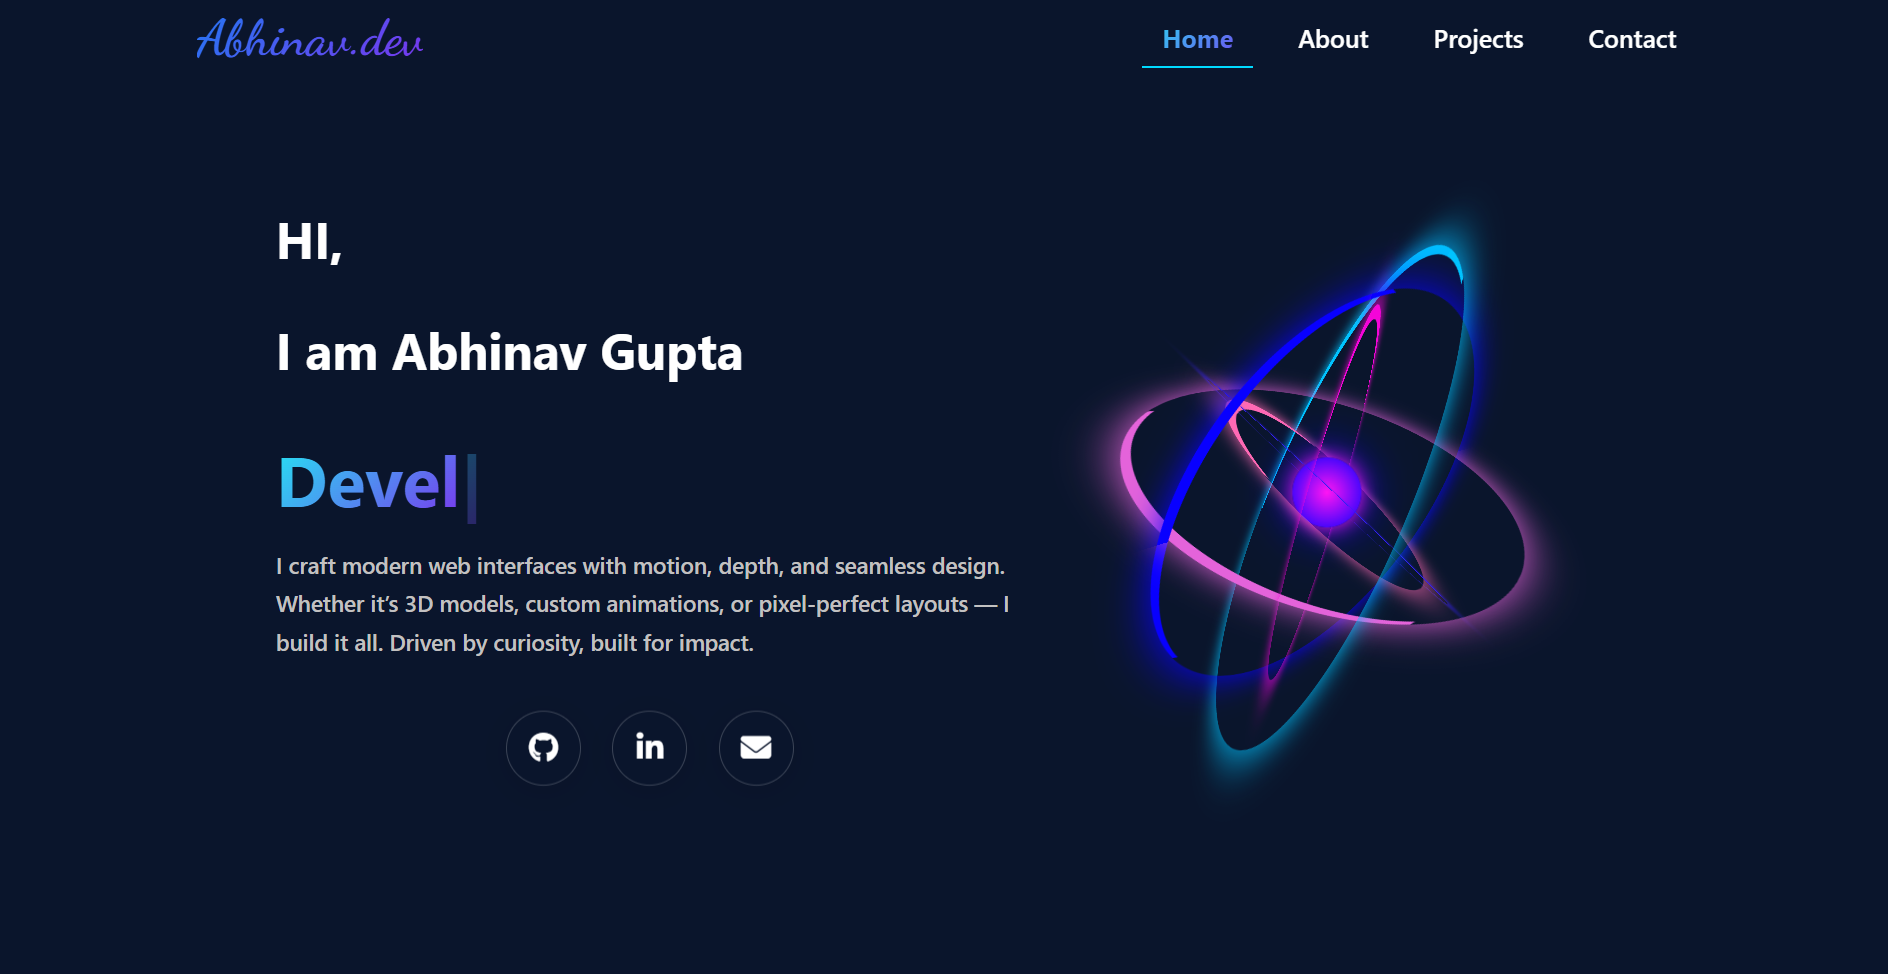 Abhinav.dev
Home About Projects Contact
HI,
I am Abhinav Gupta
Devel
I craft modern web interfaces with motion, depth, and seamless design.
Whether it’s 3D models, custom animations, or pixel-perfect layouts — I
build it all. Driven by curiosity, built for impact.
in